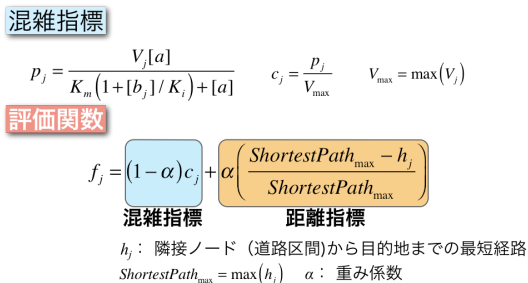 混雑指標
p_j = V_j[a] / (K_m(1+[b_j]/K_i)+[a])  c_j = p_j / V_max  V_max = max(V_j)
評価関数
f_j = (1−α)c_j + α((ShortestPath_max − h_j) / ShortestPath_max)
混雑指標 距離指標
h_j： 隣接ノード（道路区間)から目的地までの最短経路
ShortestPath_max = max(h_j)  α： 重み係数